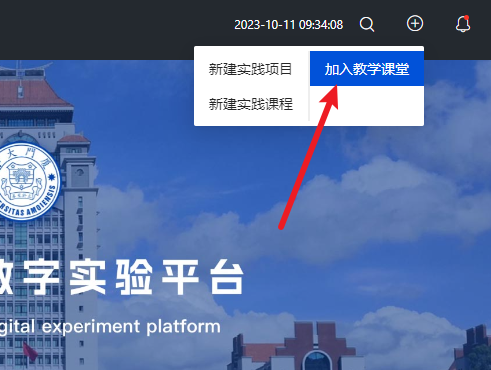 2023-10-11 09:34:08
新建实践项目
加入教学课堂
新建实践课程
数字实验平台
gital experiment platform